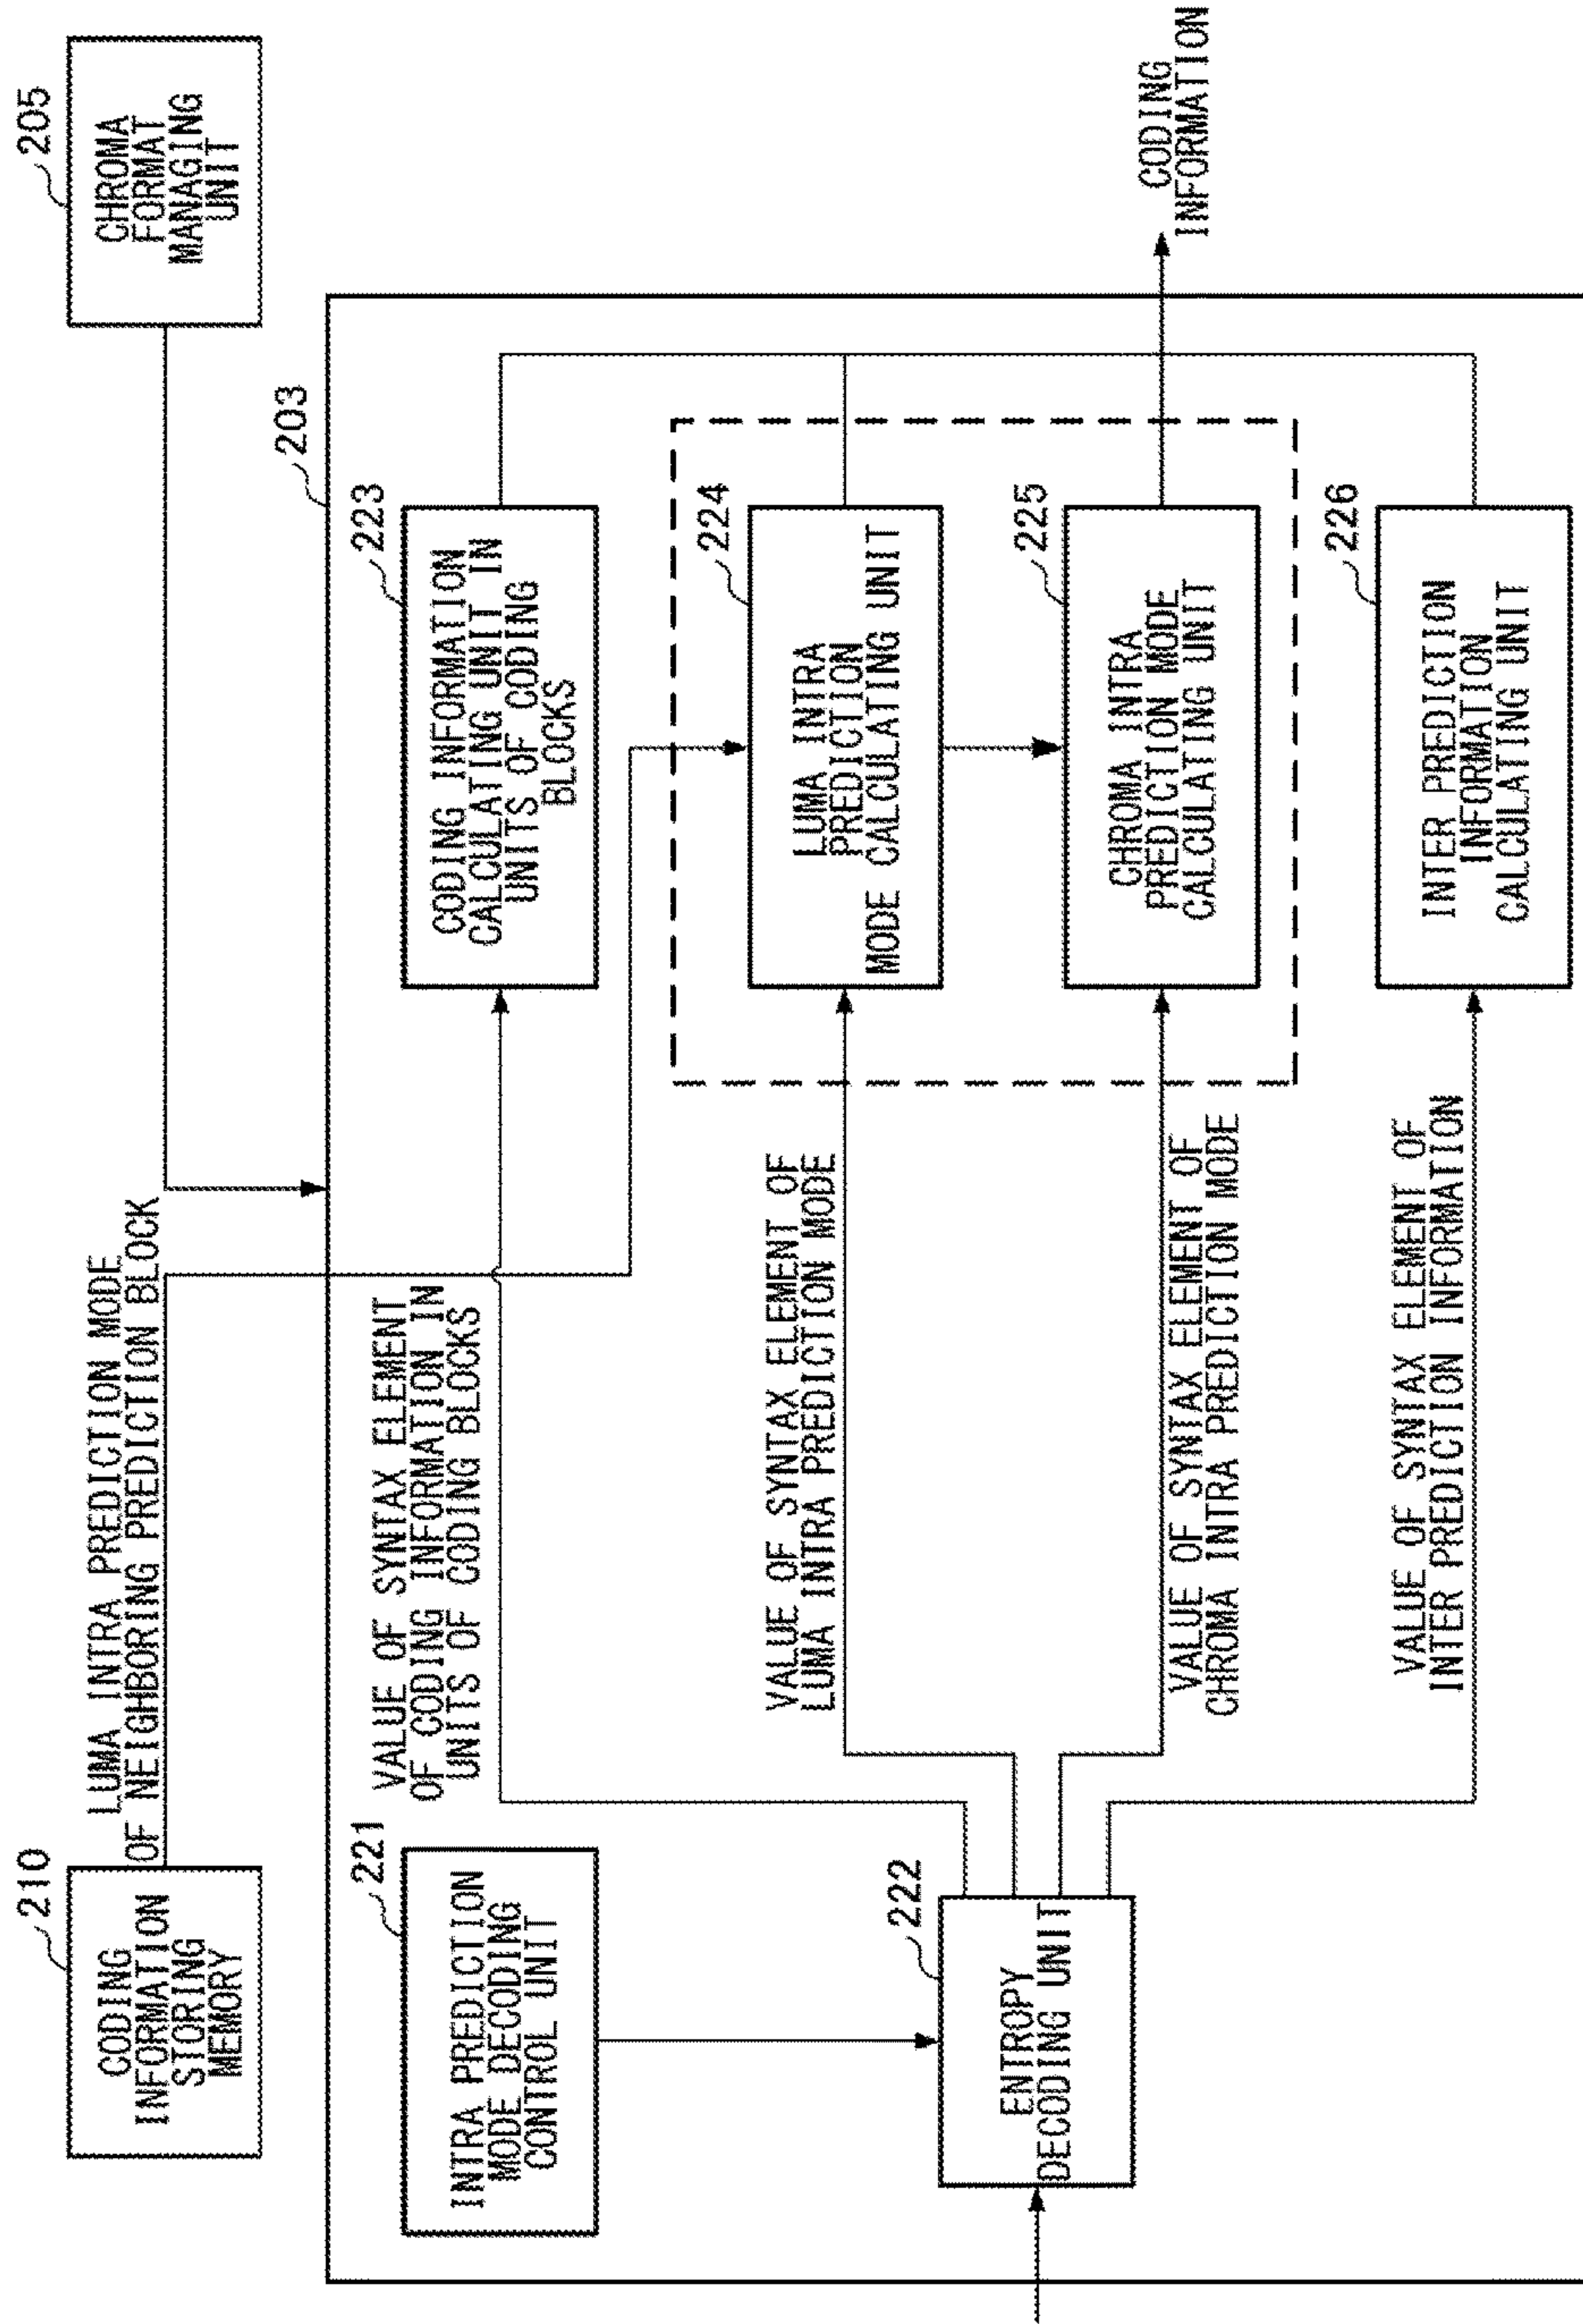 210
CODING
INFORMATION
STORING
MEMORY
LUMA INTRA PREDICTION MODE
OF NEIGHBORING PREDICTION BLOCK
205
CHROMA
FORMAT
MANAGING
UNIT
203
221
INTRA PREDICTION
MODE DECODING
CONTROL UNIT
222
ENTROPY
DECODING UNIT
VALUE OF SYNTAX ELEMENT
OF CODING INFORMATION IN
UNITS OF CODING BLOCKS
VALUE OF SYNTAX ELEMENT OF
LUMA INTRA PREDICTION MODE
VALUE OF SYNTAX ELEMENT OF
CHROMA INTRA PREDICTION MODE
VALUE OF SYNTAX ELEMENT OF
INTER PREDICTION INFORMATION
223
CODING INFORMATION
CALCULATING UNIT IN
UNITS OF CODING
BLOCKS
224
LUMA INTRA
PREDICTION
MODE CALCULATING UNIT
225
CHROMA INTRA
PREDICTION MODE
CALCULATING UNIT
226
INTER PREDICTION
INFORMATION
CALCULATING UNIT
CODING
INFORMATION